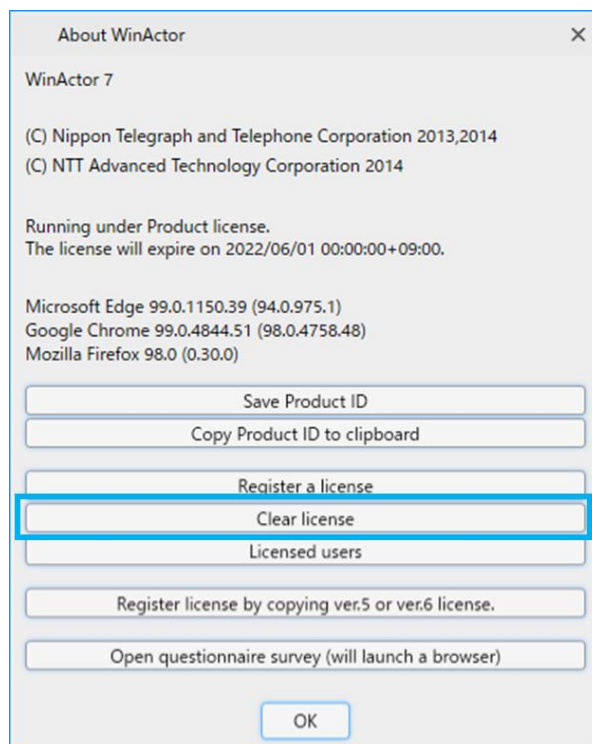 About WinActor
WinActor 7
(C) Nippon Telegraph and Telephone Corporation 2013,2014
(C) NTT Advanced Technology Corporation 2014
Running under Product license.
The license will expire on 2022/06/01 00:00:00+09:00.
Microsoft Edge 99.0.1150.39 (94.0.975.1)
Google Chrome 99.0.4844.51 (98.0.4758.48)
Mozilla Firefox 98.0 (0.30.0)
Save Product ID
Copy Product ID to clipboard
Register a license
Clear license
Licensed users
Register license by copying ver.5 or ver.6 license.
Open questionnaire survey (will launch a browser)
OK